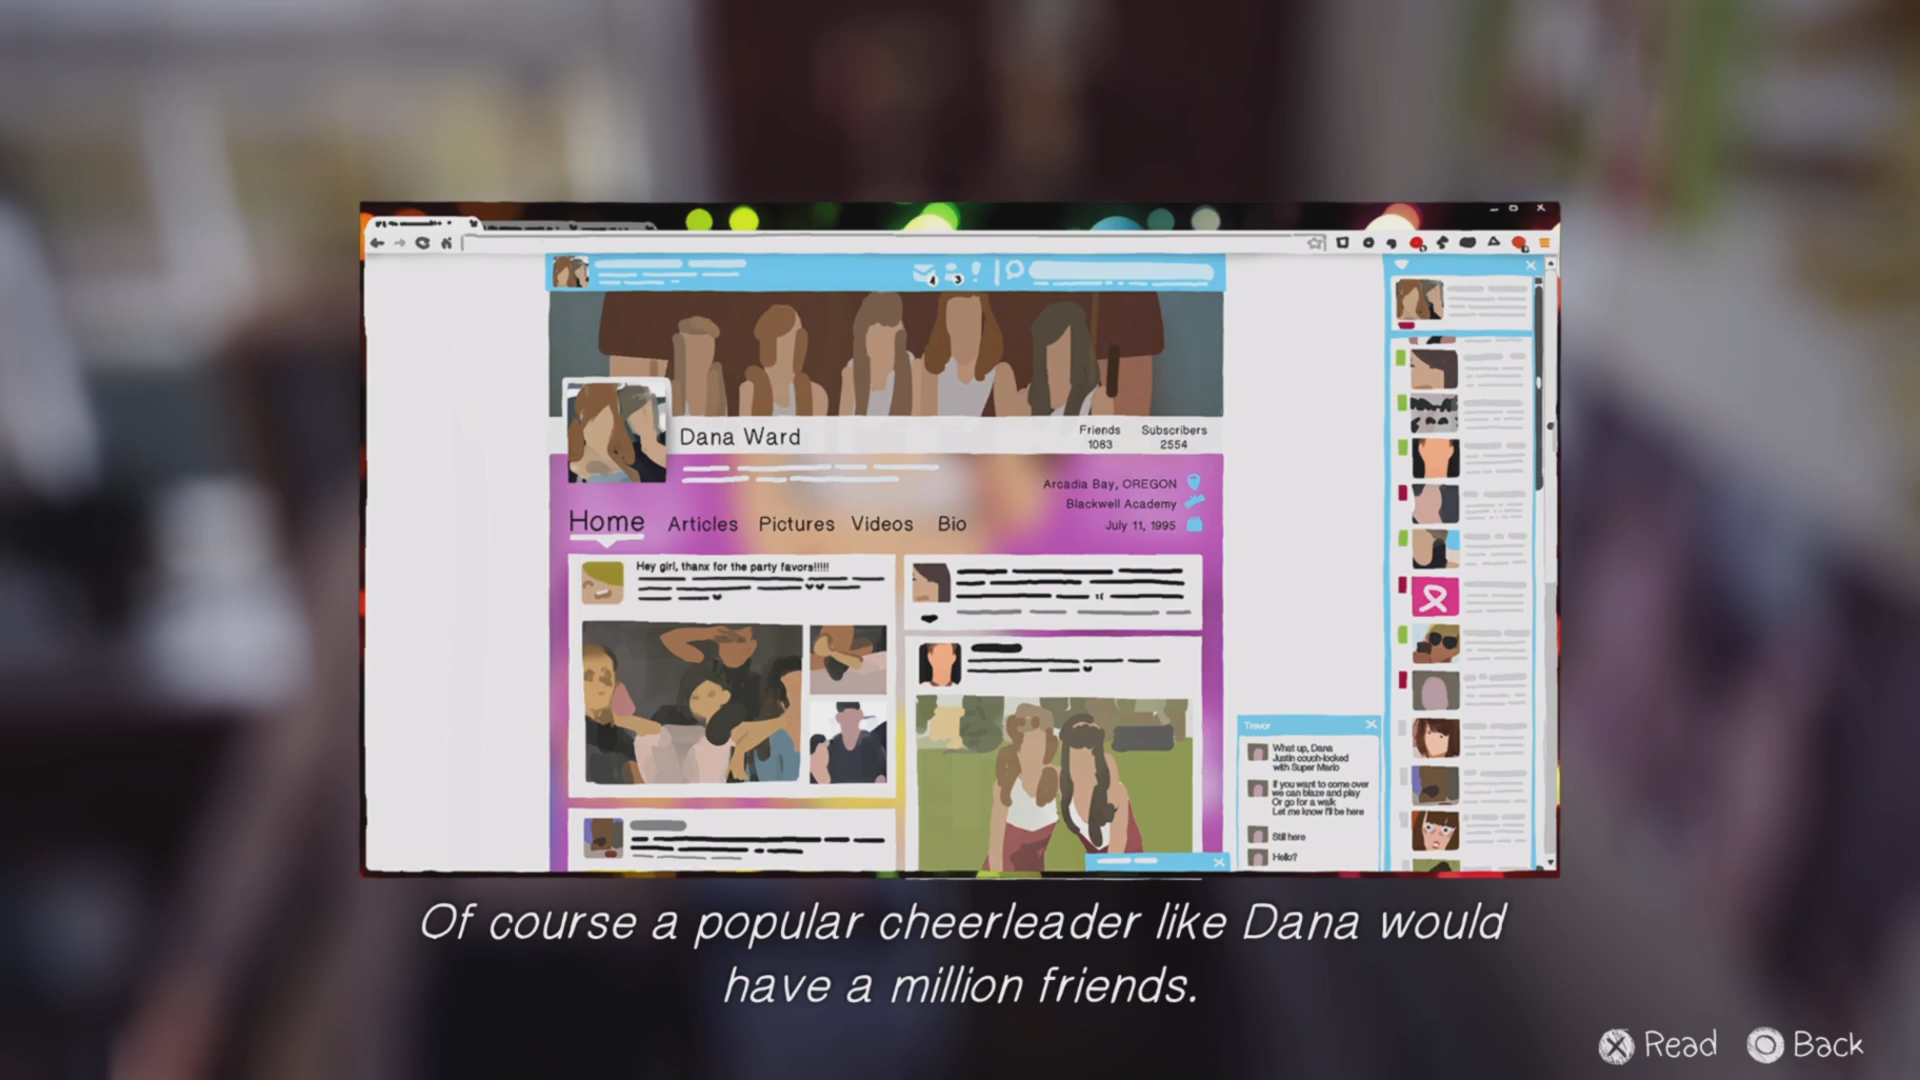 4
3
Dana Ward
Friends
1083
Subscribers
2554
Arcadia Bay, OREGON
Blackwell Academy
July 11, 1995
Home
Articles
Pictures
Videos
Bio
Hey girl, thanx for the party favors!!!!!
Trevor
What up, Dana
Justin couch-locked
with Super Mario
If you want to come over
we can blaze and play
Or go for a walk
Let me know I'll be here
Still here
Hello?
Of course a popular cheerleader like Dana would
have a million friends.
Read
Back